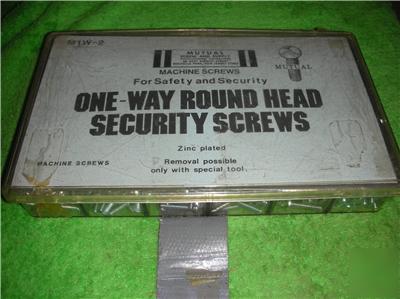 MUTUAL
MUTUAL
MACHINE SCREWS
For Safety and Security
ONE-WAY ROUND HEAD
SECURITY SCREWS
Zinc plated
MACHINE SCREWS
Removal possible
only with special tool.